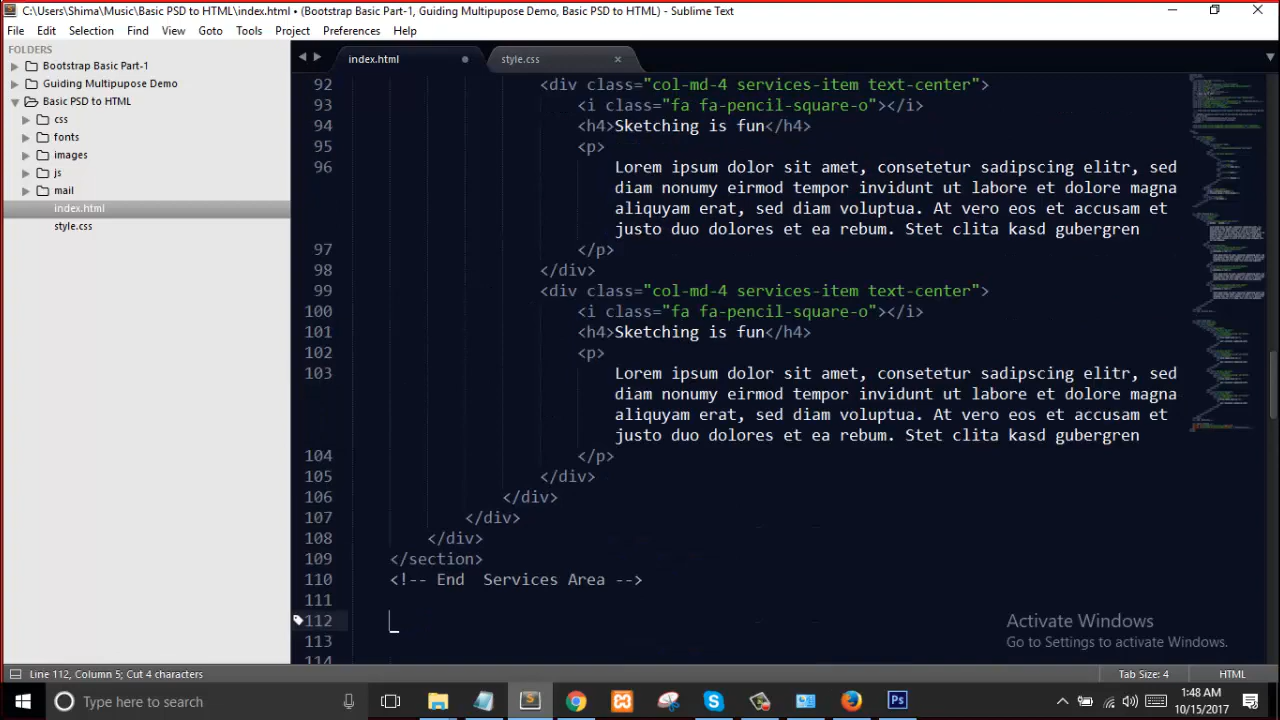 C:\Users\Shima\Music\Basic PSD to HTML\index.html • (Bootstrap Basic Part-1, Guiding Multipupose Demo, Basic PSD to HTML) - Sublime Text
File Edit Selection Find View Goto Tools Project Preferences Help
FOLDERS
Bootstrap Basic Part-1
Guiding Multipupose Demo
Basic PSD to HTML
css
fonts
images
js
mail
index.html
style.css
index.html
style.css
92 <div class="col-md-4 services-item text-center">
93 <i class="fa fa-pencil-square-o"></i>
94 <h4>Sketching is fun</h4>
95 <p>
96 Lorem ipsum dolor sit amet, consetetur sadipscing elitr, sed
diam nonumy eirmod tempor invidunt ut labore et dolore magna
aliquyam erat, sed diam voluptua. At vero eos et accusam et
justo duo dolores et ea rebum. Stet clita kasd gubergren
97 </p>
98 </div>
99 <div class="col-md-4 services-item text-center">
100 <i class="fa fa-pencil-square-o"></i>
101 <h4>Sketching is fun</h4>
102 <p>
103 Lorem ipsum dolor sit amet, consetetur sadipscing elitr, sed
diam nonumy eirmod tempor invidunt ut labore et dolore magna
aliquyam erat, sed diam voluptua. At vero eos et accusam et
justo duo dolores et ea rebum. Stet clita kasd gubergren
104 </p>
105 </div>
106 </div>
107 </div>
108 </div>
109 </section>
110 <!-- End  Services Area -->
111
112
113
114
Activate Windows
Go to Settings to activate Windows.
Line 112, Column 5; Cut 4 characters
Tab Size: 4
HTML
Type here to search
1:48 AM
10/15/2017